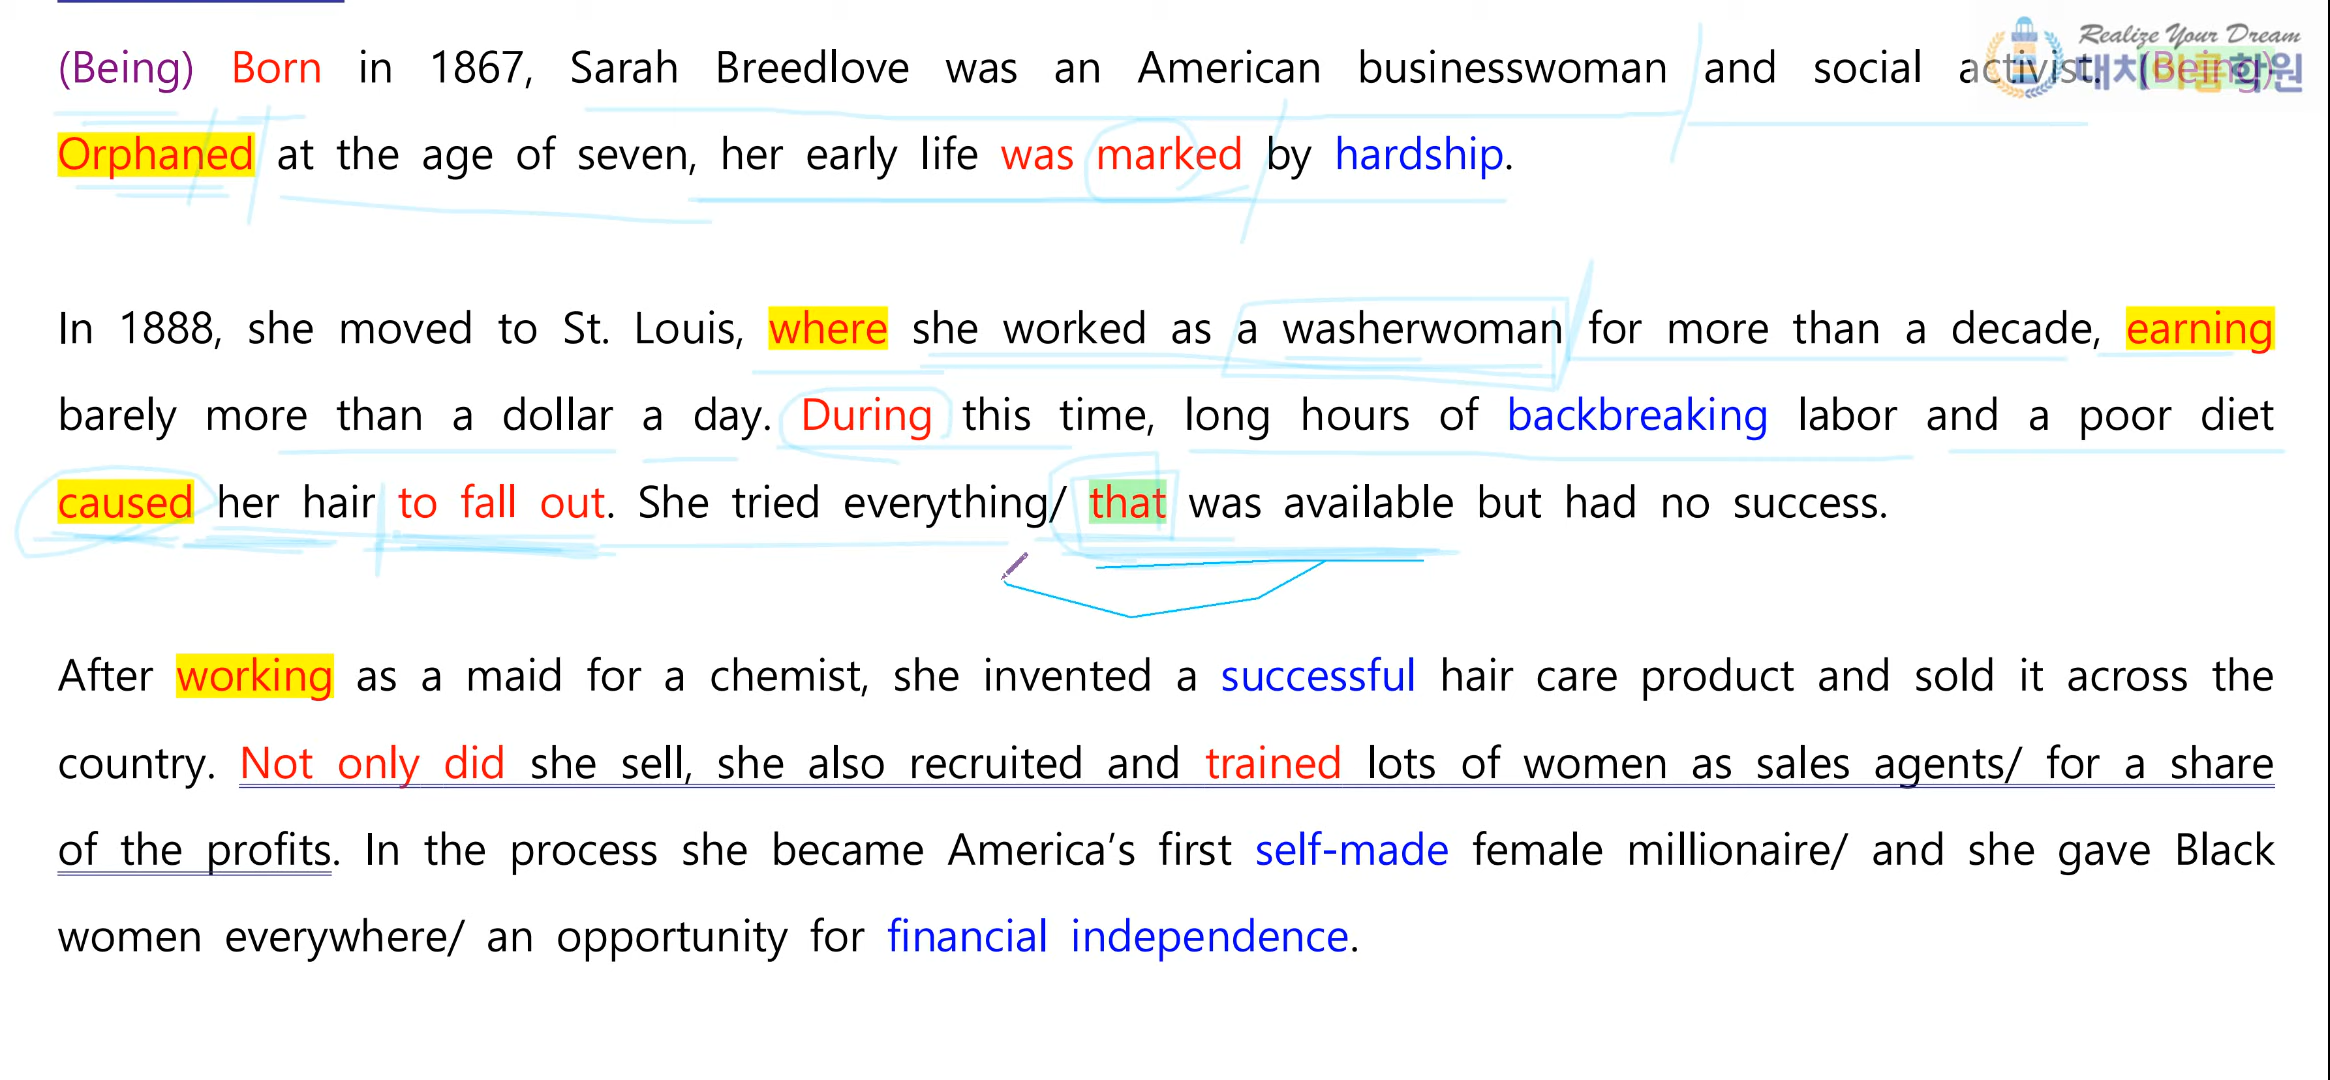 Realize Your Dream
(Being) Born in 1867, Sarah Breedlove was an American businesswoman and social activist. (Being)
Orphaned at the age of seven, her early life was marked by hardship.
In 1888, she moved to St. Louis, where she worked as a washerwoman for more than a decade, earning
barely more than a dollar a day. During this time, long hours of backbreaking labor and a poor diet
caused her hair to fall out. She tried everything/ that was available but had no success.
After working as a maid for a chemist, she invented a successful hair care product and sold it across the
country. Not only did she sell, she also recruited and trained lots of women as sales agents/ for a share
of the profits. In the process she became America's first self-made female millionaire/ and she gave Black
women everywhere/ an opportunity for financial independence.